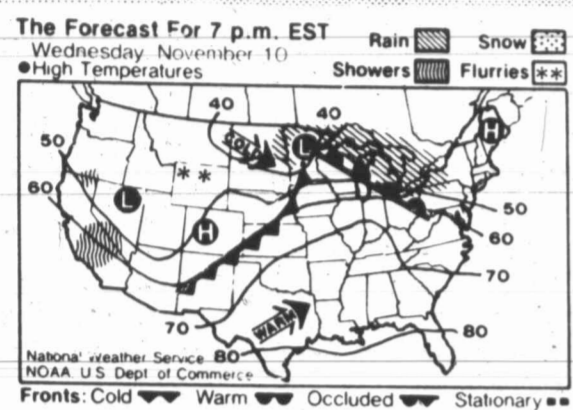 The Forecast For 7 p.m. EST
Wednesday November 10
●High Temperatures
Rain
Snow
Showers
Flurries
40
40
50
60
COLD
L
H
L
H
50
60
70
70
WARM
80
80
National Weather Service
NOAA U S Dept of Commerce
Fronts: Cold
Warm
Occluded
Stationary